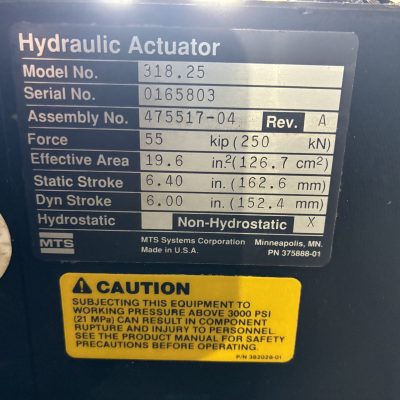 Hydraulic Actuator
Model No. 318.25
Serial No. 0165803
Assembly No. 475517-04 Rev. A
Force 55 kip (250 kN)
Effective Area 19.6 in.² (126.7 cm²)
Static Stroke 6.40 in. (162.6 mm)
Dyn Stroke 6.00 in. (152.4 mm)
Hydrostatic Non-Hydrostatic X
MTS MTS Systems Corporation Minneapolis, MN.
Made in U.S.A. PN 375888-01
CAUTION
SUBJECTING THIS EQUIPMENT TO
WORKING PRESSURE ABOVE 3000 PSI
(21 MPa) CAN RESULT IN COMPONENT
RUPTURE AND INJURY TO PERSONNEL.
SEE THE PRODUCT MANUAL FOR SAFETY
PRECAUTIONS BEFORE OPERATING.
P/N 382029-01